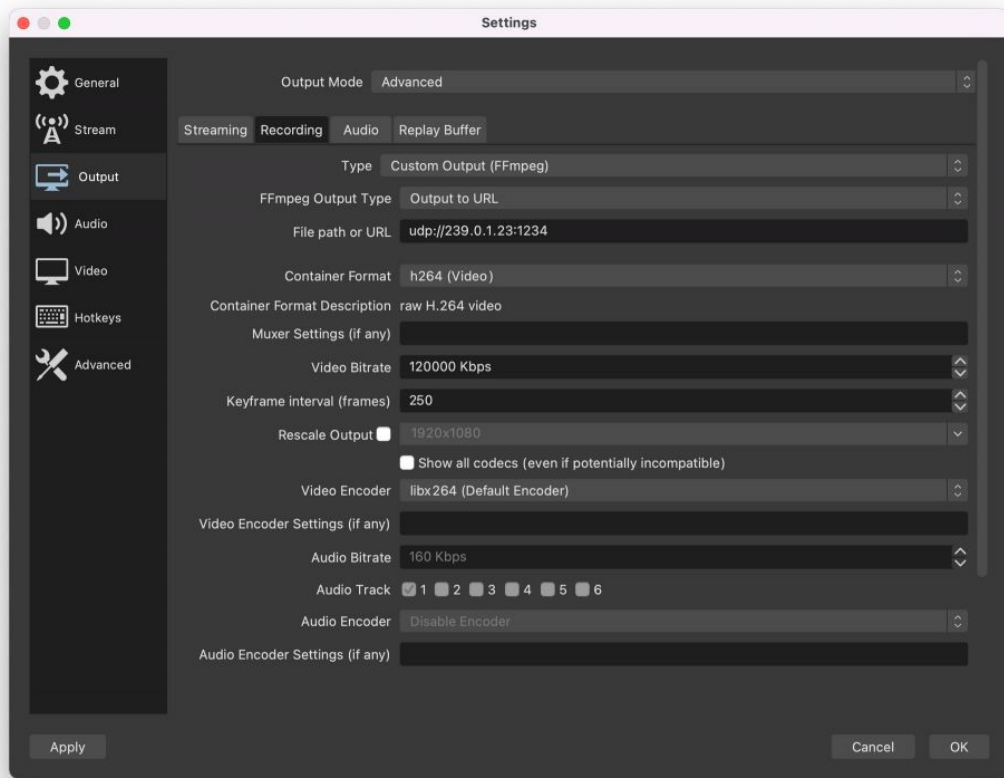 Settings
General
Stream
Output
Audio
Video
Hotkeys
Advanced
Output Mode Advanced
Streaming Recording Audio Replay Buffer
Type Custom Output (FFmpeg)
FFmpeg Output Type Output to URL
File path or URL udp://239.0.1.23:1234
Container Format h264 (Video)
Container Format Description raw H.264 video
Muxer Settings (if any)
Video Bitrate 120000 Kbps
Keyframe interval (frames) 250
Rescale Output 1920x1080
Show all codecs (even if potentially incompatible)
Video Encoder libx264 (Default Encoder)
Video Encoder Settings (if any)
Audio Bitrate 160 Kbps
Audio Track 1 2 3 4 5 6
Audio Encoder Disable Encoder
Audio Encoder Settings (if any)
Apply Cancel OK